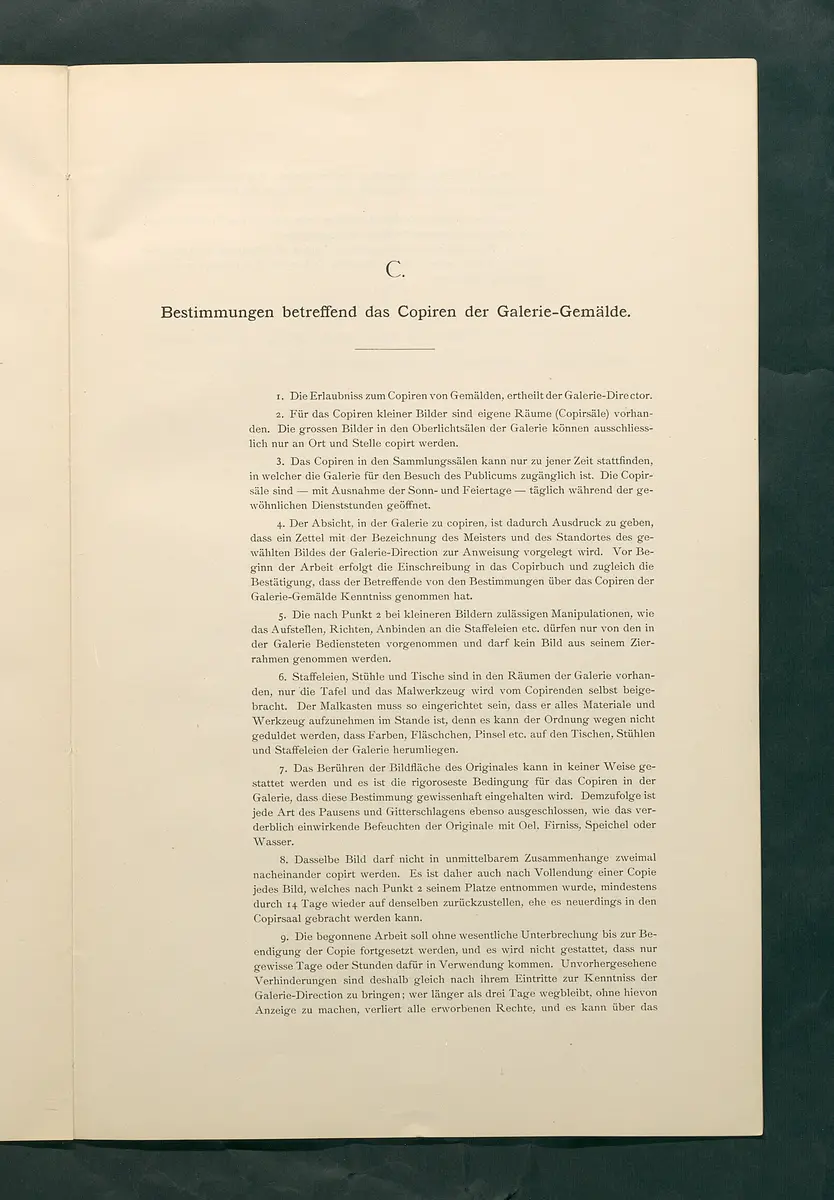 C.
Bestimmungen betreffend das Copiren der Galerie-Gemälde.
1. Die Erlaubniss zum Copiren von Gemälden, ertheilt der Galerie-Director.
2. Für das Copiren kleiner Bilder sind eigene Räume (Copirsäle) vorhan-
den. Die grossen Bilder in den Oberlichtsälen der Galerie können ausschliess-
lich nur an Ort und Stelle copirt werden.
3. Das Copiren in den Sammlungssälen kann nur zu jener Zeit stattfinden,
in welcher die Galerie für den Besuch des Publicums zugänglich ist. Die Copir-
säle sind — mit Ausnahme der Sonn- und Feiertage — täglich während der ge-
wöhnlichen Dienststunden geöffnet.
4. Der Absicht, in der Galerie zu copiren, ist dadurch Ausdruck zu geben,
dass ein Zettel mit der Bezeichnung des Meisters und des Standortes des ge-
wählten Bildes der Galerie-Direction zur Anweisung vorgelegt wird. Vor Be-
ginn der Arbeit erfolgt die Einschreibung in das Copirbuch und zugleich die
Bestätigung, dass der Betreffende von den Bestimmungen über das Copiren der
Galerie-Gemälde Kenntniss genommen hat.
5. Die nach Punkt 2 bei kleineren Bildern zulässigen Manipulationen, wie
das Aufstellen, Richten, Anbinden an die Staffeleien etc. dürfen nur von den in
der Galerie Bediensteten vorgenommen und darf kein Bild aus seinem Zier-
rahmen genommen werden.
6. Staffeleien, Stühle und Tische sind in den Räumen der Galerie vorhan-
den, nur die Tafel und das Malwerkzeug wird vom Copirenden selbst beige-
bracht. Der Malkasten muss so eingerichtet sein, dass er alles Materiale und
Werkzeug aufzunehmen im Stande ist, denn es kann der Ordnung wegen nicht
geduldet werden, dass Farben, Fläschchen, Pinsel etc. auf den Tischen, Stühlen
und Staffeleien der Galerie herumliegen.
7. Das Berühren der Bildfläche des Originales kann in keiner Weise ge-
stattet werden und es ist die rigoroseste Bedingung für das Copiren in der
Galerie, dass diese Bestimmung gewissenhaft eingehalten wird. Demzufolge ist
jede Art des Pausens und Gitterschlagens ebenso ausgeschlossen, wie das ver-
derblich einwirkende Befeuchten der Originale mit Oel, Firniss, Speichel oder
Wasser.
8. Dasselbe Bild darf nicht in unmittelbarem Zusammenhange zweimal
nacheinander copirt werden. Es ist daher auch nach Vollendung einer Copie
jedes Bild, welches nach Punkt 2 seinem Platze entnommen wurde, mindestens
durch 14 Tage wieder auf denselben zurückzustellen, ehe es neuerdings in den
Copirsaal gebracht werden kann.
9. Die begonnene Arbeit soll ohne wesentliche Unterbrechung bis zur Be-
endigung der Copie fortgesetzt werden, und es wird nicht gestattet, dass nur
gewisse Tage oder Stunden dafür in Verwendung kommen. Unvorhergesehene
Verhinderungen sind deshalb gleich nach ihrem Eintritte zur Kenntniss der
Galerie-Direction zu bringen; wer länger als drei Tage wegbleibt, ohne hievon
Anzeige zu machen, verliert alle erworbenen Rechte, und es kann über das